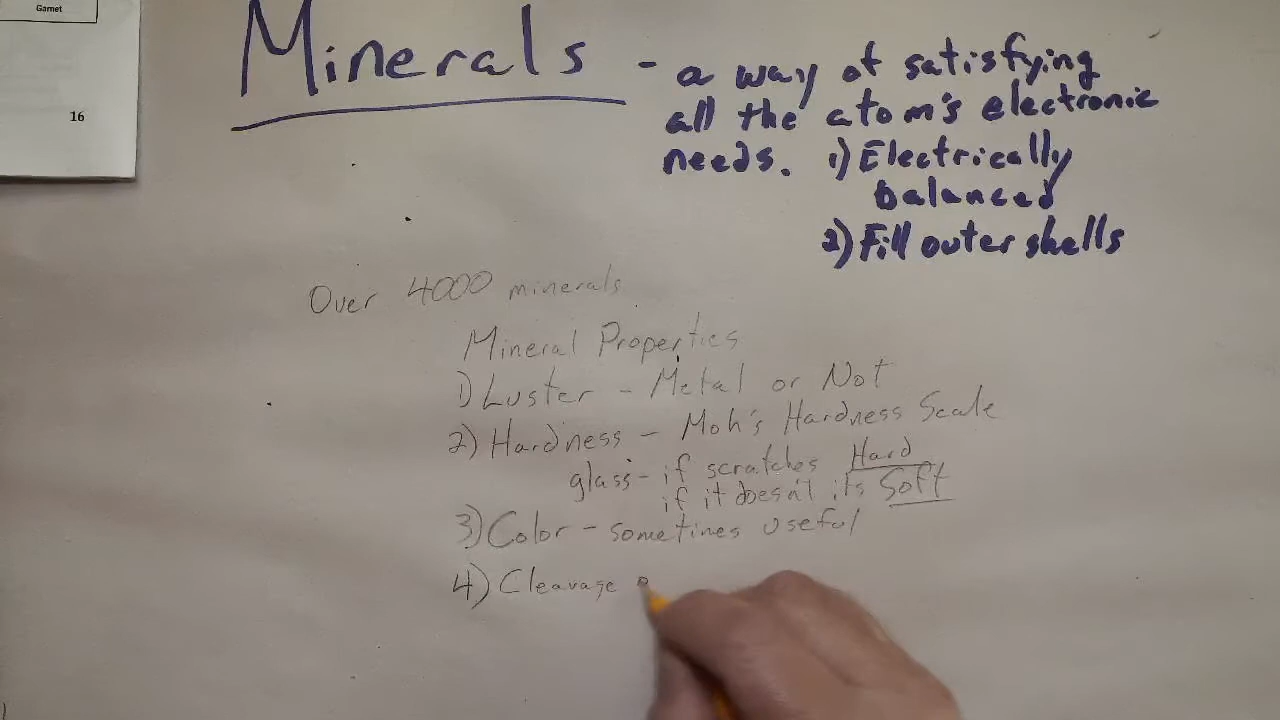 Garnet
16
Minerals - a way of satisfying
all the atom's electronic
needs. 1) Electrically
balanced
2) Fill outer shells
Over 4000 minerals
Mineral Properties
1) Luster - Metal or Not
2) Hardness - Moh's Hardness Scale
glass - if scratches Hard
if it doesn't its Soft
3) Color - sometimes useful
4) Cleavage